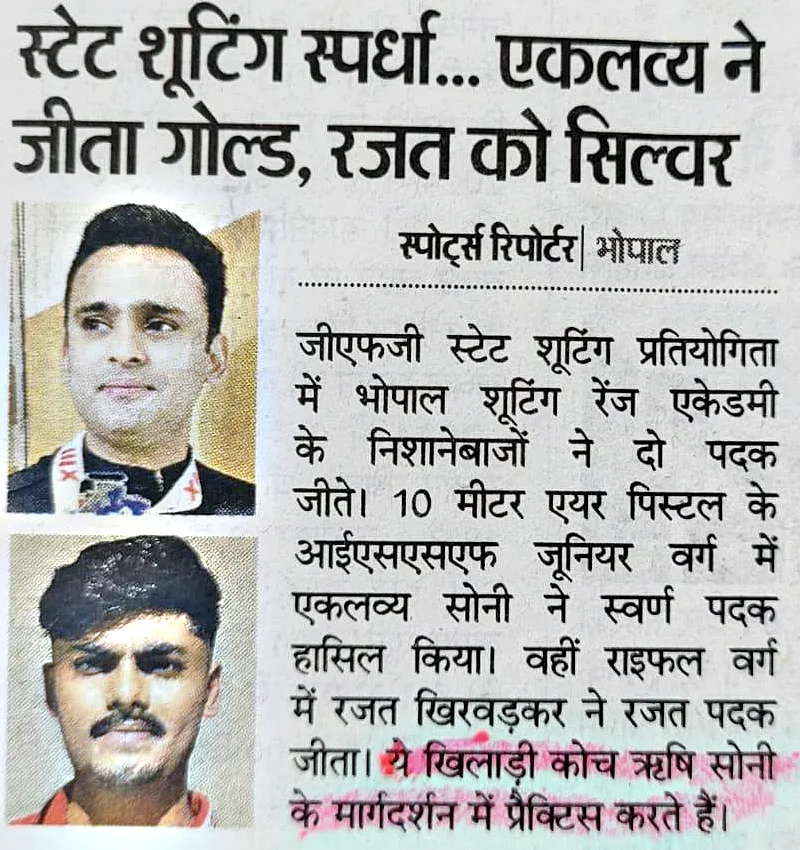 स्टेट शूटिंग स्पर्धा... एकलव्य ने
जीता गोल्ड, रजत को सिल्वर
स्पोर्ट्स रिपोर्टर| भोपाल
जीएफजी स्टेट शूटिंग प्रतियोगिता
में भोपाल शूटिंग रेंज एकेडमी
के निशानेबाजों ने दो पदक
जीते। 10 मीटर एयर पिस्टल के
आईएसएसएफ जूनियर वर्ग में
एकलव्य सोनी ने स्वर्ण पदक
हासिल किया। वहीं राइफल वर्ग
में रजत खिरवड़कर ने रजत पदक
जीता। ये खिलाड़ी कोच ऋषि सोनी
के मार्गदर्शन में प्रैक्टिस करते हैं।